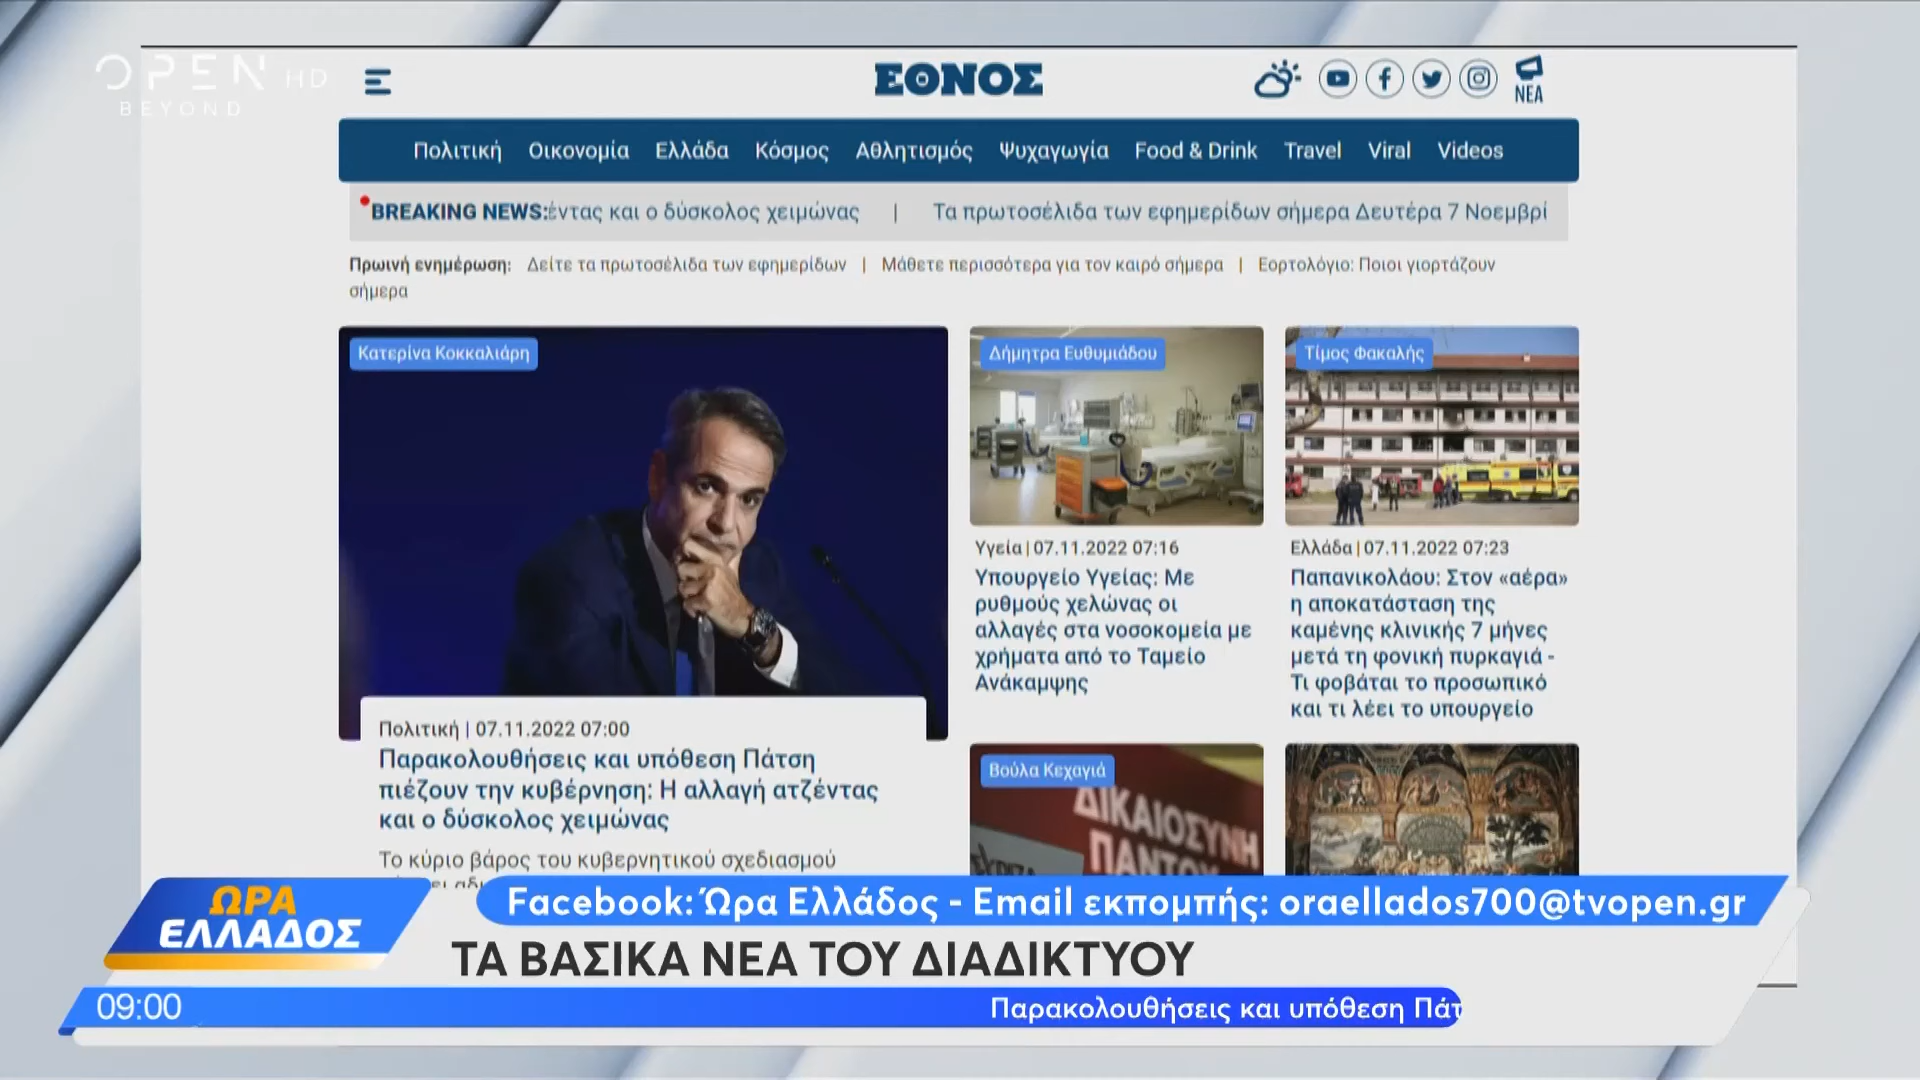 OPEN HD
BEYOND
ΕΘΝΟΣ
ΝΕΑ
Πολιτική Οικονομία Ελλάδα Κόσμος Αθλητισμός Ψυχαγωγία Food & Drink Travel Viral Videos
BREAKING NEWS: έντας και ο δύσκολος χειμώνας | Τα πρωτοσέλιδα των εφημερίδων σήμερα Δευτέρα 7 Νοεμβρί
Πρωινή ενημέρωση: Δείτε τα πρωτοσέλιδα των εφημερίδων | Μάθετε περισσότερα για τον καιρό σήμερα | Εορτολόγιο: Ποιοι γιορτάζουν
σήμερα
Κατερίνα Κοκκαλιάρη
Πολιτική | 07.11.2022 07:00
Παρακολουθήσεις και υπόθεση Πάτση
πιέζουν την κυβέρνηση: Η αλλαγή ατζέντας
και ο δύσκολος χειμώνας
Το κύριο βάρος του κυβερνητικού σχεδιασμού
Δήμητρα Ευθυμιάδου
Υγεία | 07.11.2022 07:16
Υπουργείο Υγείας: Με
ρυθμούς χελώνας οι
αλλαγές στα νοσοκομεία με
χρήματα από το Ταμείο
Ανάκαμψης
Τίμος Φακαλής
Ελλάδα | 07.11.2022 07:23
Παπανικολάου: Στον «αέρα»
η αποκατάσταση της
καμένης κλινικής 7 μήνες
μετά τη φονική πυρκαγιά -
Τι φοβάται το προσωπικό
και τι λέει το υπουργείο
Βούλα Κεχαγιά
ΔΙΚΑΙΟΣΥΝΗ
ΠΑΝΤΟΥ
ΩΡΑ
ΕΛΛΑΔΟΣ
Facebook: Ώρα Ελλάδος - Email εκπομπής: oraellados700@tvopen.gr
ΤΑ ΒΑΣΙΚΑ ΝΕΑ ΤΟΥ ΔΙΑΔΙΚΤΥΟΥ
09:00
Παρακολουθήσεις και υπόθεση Πάτ